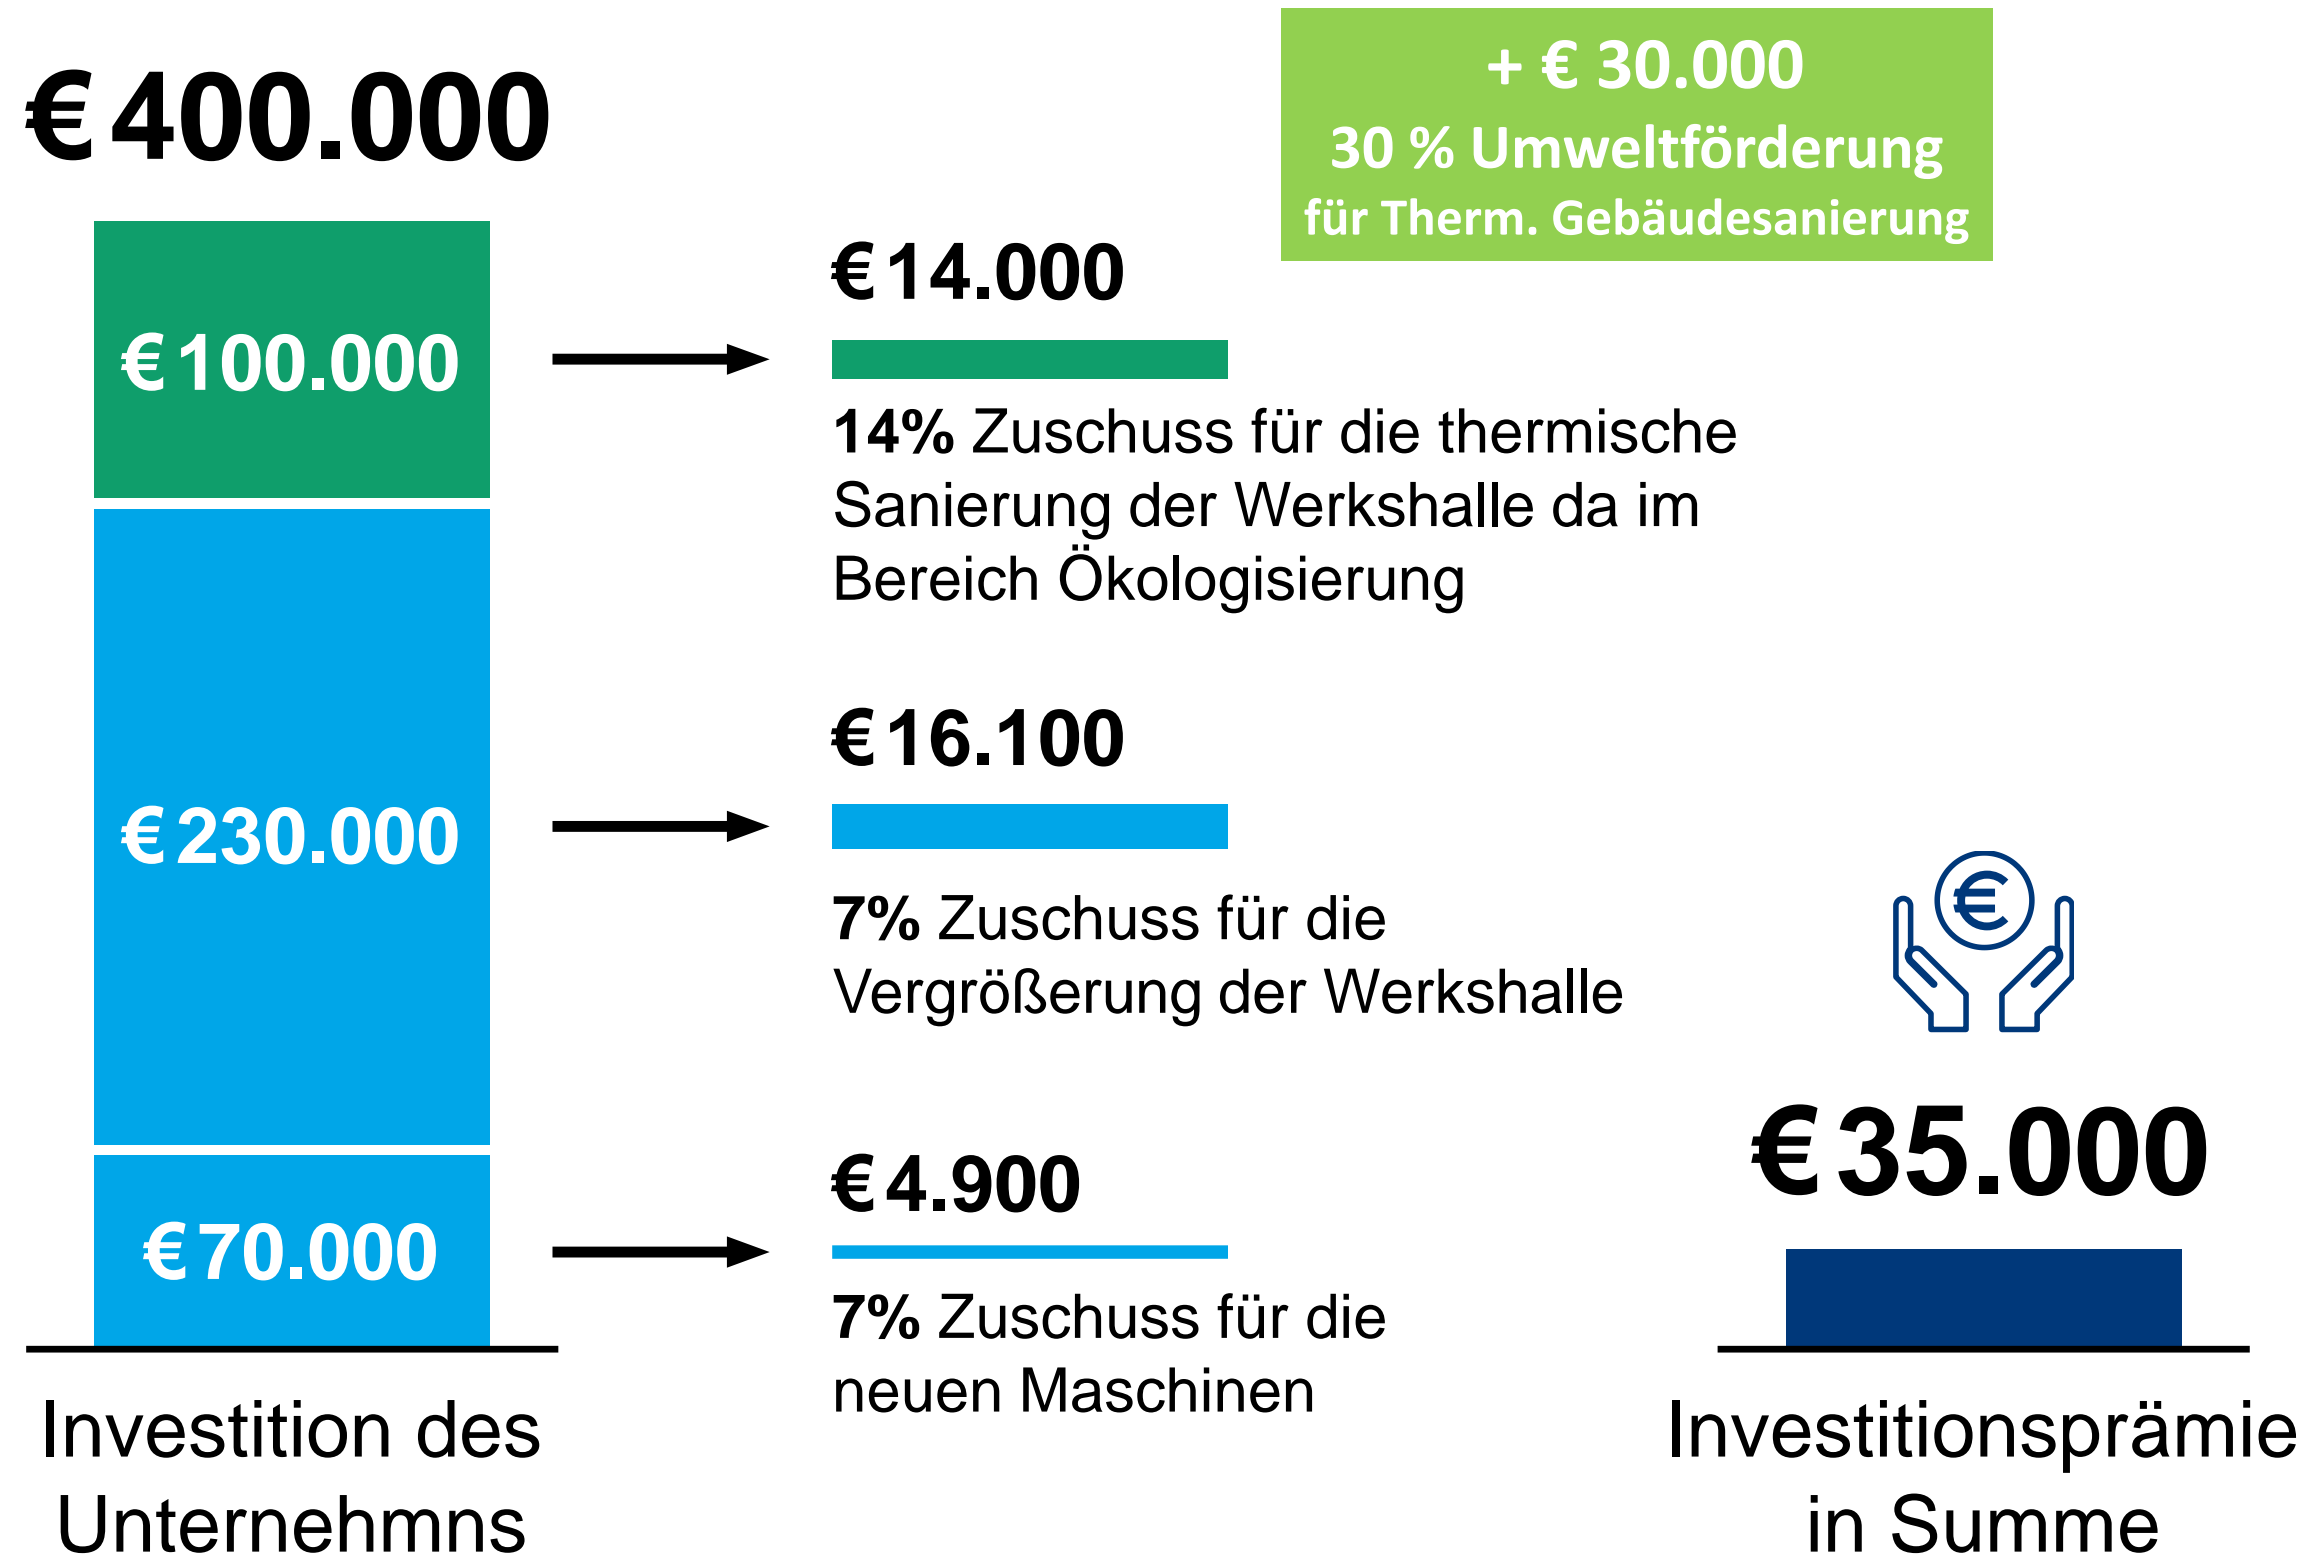 € 400.000
€ 100.000
€ 230.000
€ 70.000
Investition des
Unternehmns
+ € 30.000
30 % Umweltförderung
für Therm. Gebäudesanierung
€ 14.000
14% Zuschuss für die thermische
Sanierung der Werkshalle da im
Bereich Ökologisierung
€ 16.100
7% Zuschuss für die
Vergrößerung der Werkshalle
€ 4.900
7% Zuschuss für die
neuen Maschinen
€
€ 35.000
Investitionsprämie
in Summe